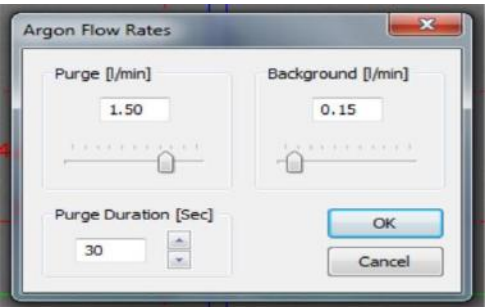 Argon Flow Rates
Purge [l/min]
Background [l/min]
1.50
0.15
Purge Duration [Sec]
30
OK
Cancel